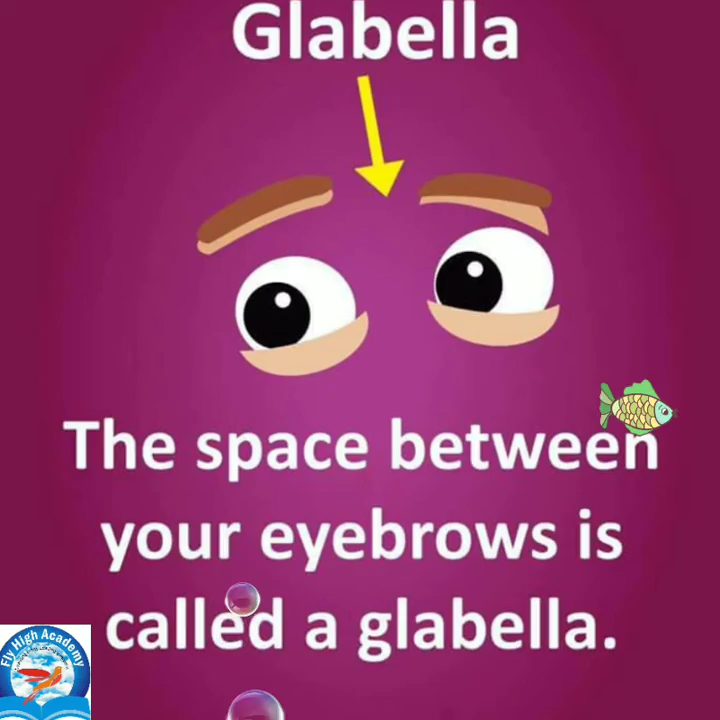 Glabella
The space between
your eyebrows is
called a glabella.
Fly High Academy